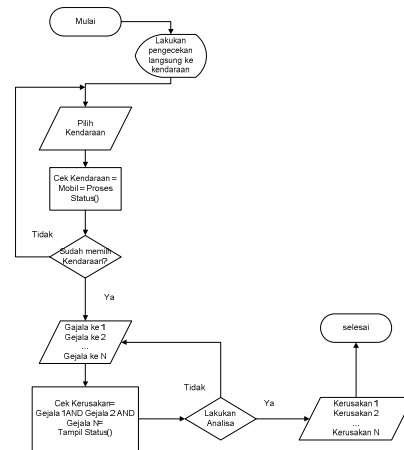 Mulai
Lakukan
pengecekan
langsung ke
kendaraan
Pilih
Kendaraan
Cek Kendaraan =
Mobil = Proses
Status()
Tidak
Sudah memilih
Kendaraan?
Ya
Gajala ke 1
Gejala ke 2
...
Gejala ke N
Cek Kerusakan=
Gejala 1AND Gejala 2 AND
Gejala N=
Tampil Status()
Tidak
Lakukan
Analisa
Ya
Kerusakan 1
Kerusakan 2
...
Kerusakan N
selesai